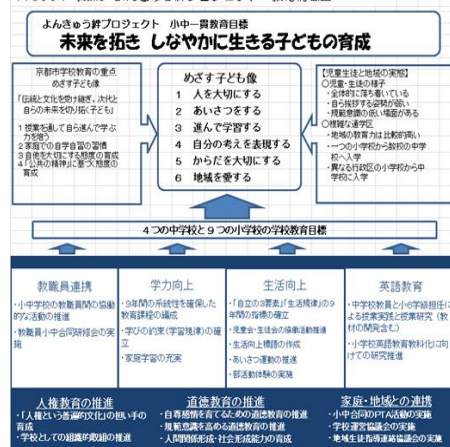 よんきゅう絆プロジェクト 小中一貫教育目標
未来を拓き しなやかに生きる子どもの育成
京都市学校教育の重点
めざす子ども像
「伝統と文化を受け継ぎ、次代と
自らの未来を切り拓く子ども」
1 授業を通して自ら進んで学ぶ
力を培う
2 家庭での自学自習の習慣
3 自他を大切にする態度の育成
4 「公共の精神」に基づく態度の
育成
めざす子ども像
1 人を大切にする
2 あいさつをする
3 進んで学習する
4 自分の考えを表現する
5 からだを大切にする
6 地域を愛する
【児童生徒と地域の実態】
○児童・生徒の様子
・全体的に落ち着いている
・自ら挨拶する姿勢が弱い
・規範意識の低い場面がある
○複雑な通学区
・地域の教育力は比較的高い
・一つの小学校から数校の中学
校へ入学
・異なる行政区の小学校から中
学校に入学
4つの中学校と9つの小学校の学校教育目標
教職員連携
・小中学校の教職員間の協働
的な活動の推進
・教職員小中合同研修会の実
施
学力向上
・9年間の系統性を確保した
教育課程の編成
・学びの約束(学習規律)の確
立
・家庭学習の充実
生活向上
・「自立の3要素」「生活規律」の9
年間の指標の確立
・児童会・生徒会の協働活動推進
・生活向上標語の作成
・あいさつ運動の推進
・部活動体験の実施
英語教育
・中学校教員と小6学級担任に
よる授業実践と授業研究(教
材の開発含む)
・小学校英語教育教科化に向
けての研究推進
人権教育の推進
・「人権という普遍的文化」の担い手の
育成
・学校としての組織的取組の推進
道徳教育の推進
・自尊感情を育てるための道徳教育の推進
・規範意識を高める道徳教育の推進
・人間関係形成・社会形成能力の育成
家庭・地域との連携
・小中合同のPTA活動の実施
・学校運営協議会の実施
・地域生徒指導連絡協議会の実施